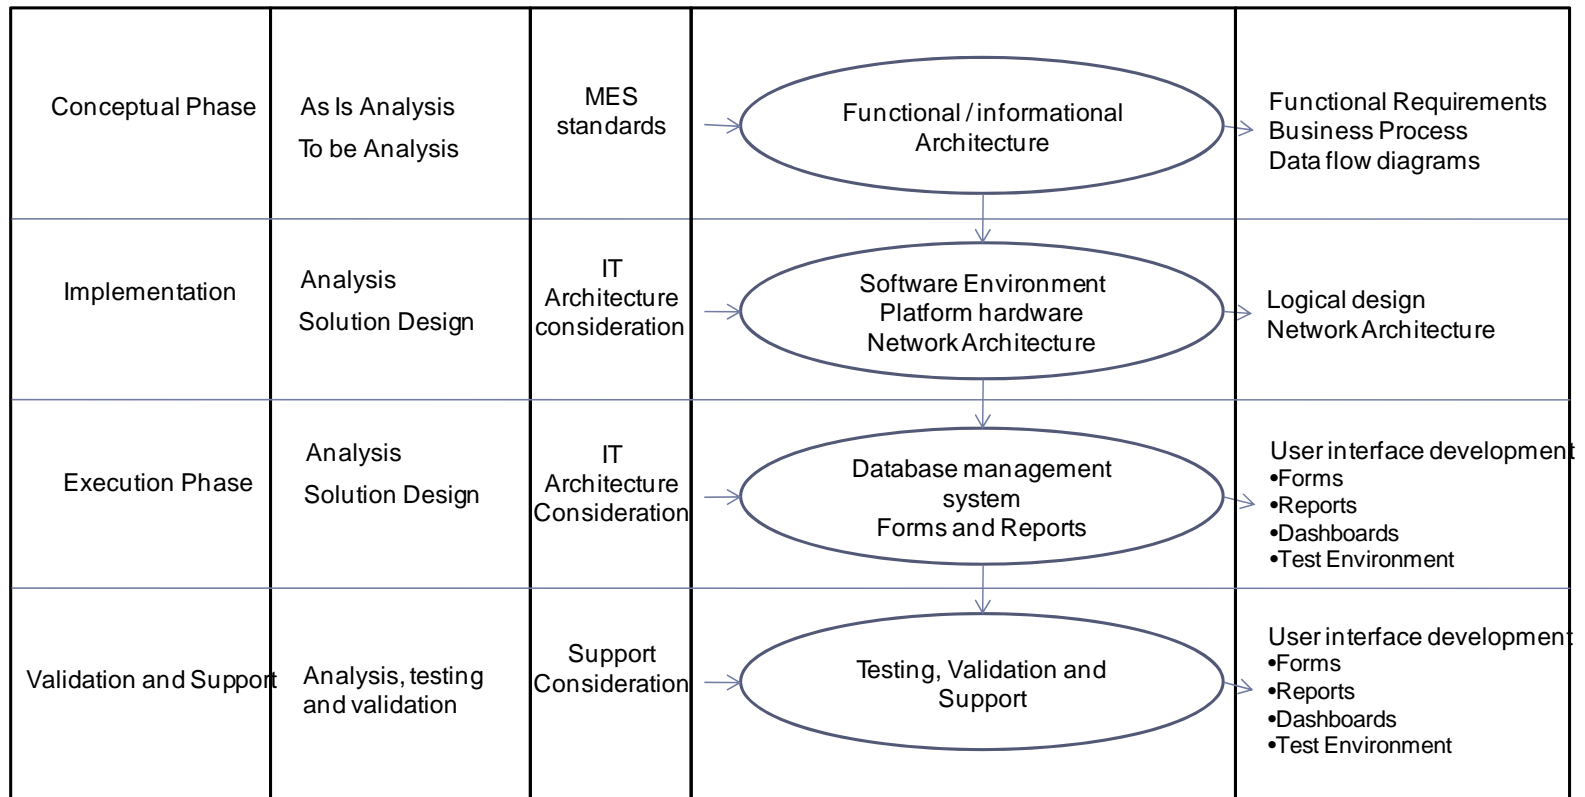 Conceptual Phase
As Is Analysis
To be Analysis
MES
standards
Functional / informational
Architecture
Functional Requirements
Business Process
Data flow diagrams
Implementation
Analysis
Solution Design
IT
Architecture
consideration
Software Environment
Platform hardware
Network Architecture
Logical design
Network Architecture
Execution Phase
Analysis
Solution Design
IT
Architecture
Consideration
Database management
system
Forms and Reports
User interface development
•Forms
•Reports
•Dashboards
•Test Environment
Validation and Support
Analysis, testing
and validation
Support
Consideration
Testing, Validation and
Support
User interface development
•Forms
•Reports
•Dashboards
•Test Environment